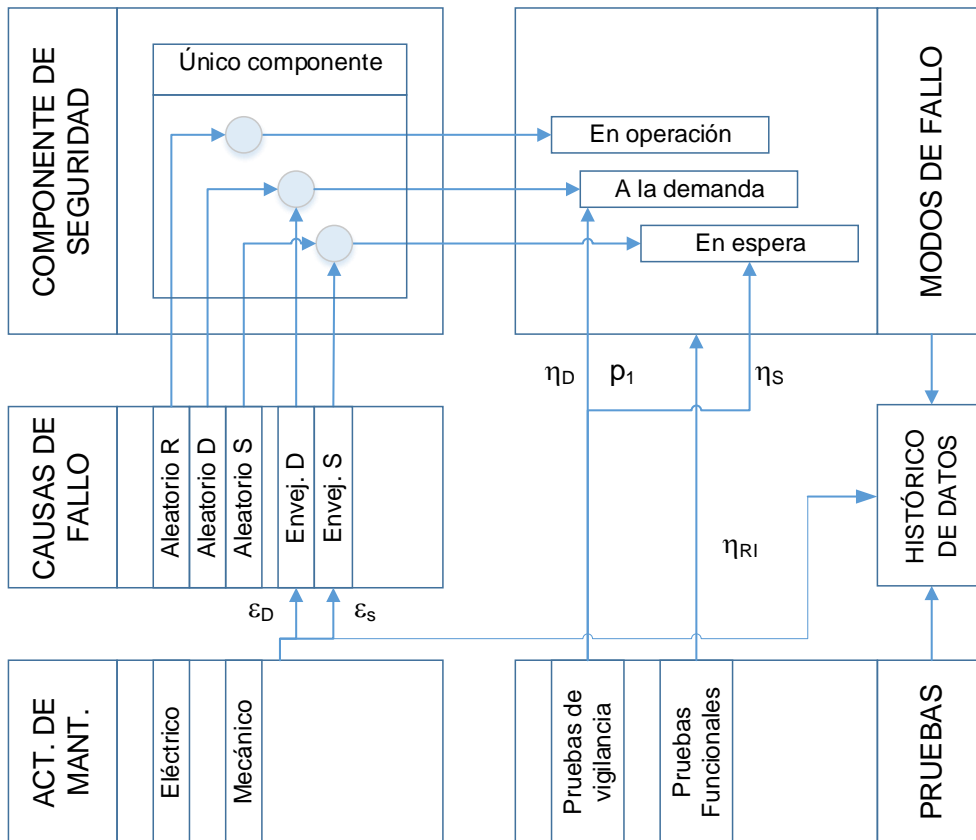 COMPONENTE DE
SEGURIDAD
Único componente
En operación
A la demanda
En espera
MODOS DE FALLO
ηD
p1
ηS
CAUSAS DE
FALLO
Aleatorio R
Aleatorio D
Aleatorio S
Envej. D
Envej. S
HISTÓRICO
DE DATOS
ηRI
εD
εs
ACT. DE
MANT.
Eléctrico
Mecánico
Pruebas de
vigilancia
Pruebas
Funcionales
PRUEBAS